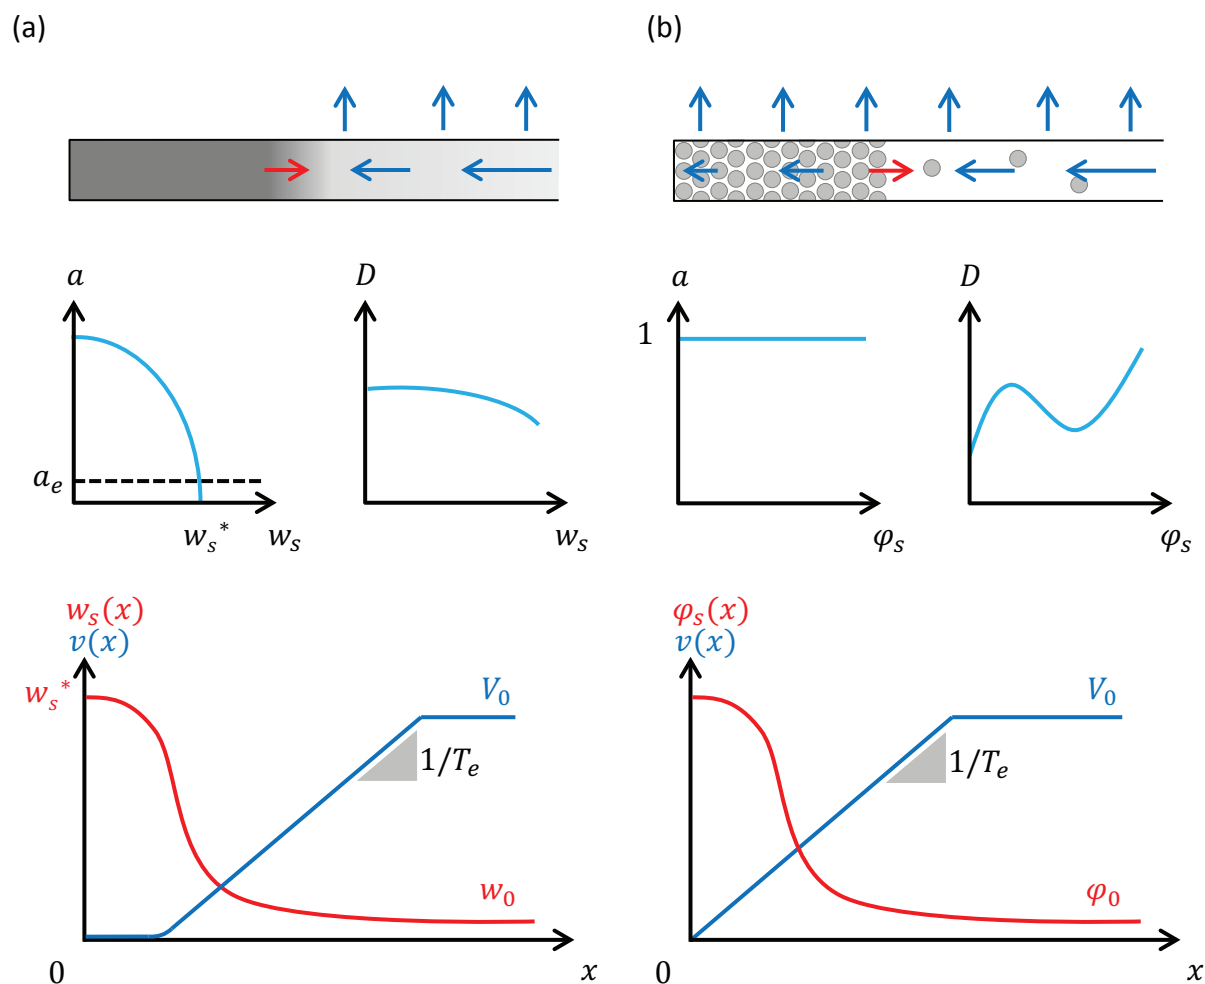 (a)
(b)
a
D
a
D
1
a_e
w_s*
w_s
w_s
φ_s
φ_s
w_s(x)
v(x)
w_s*
V_0
1/T_e
w_0
0
x
φ_s(x)
v(x)
V_0
1/T_e
φ_0
0
x